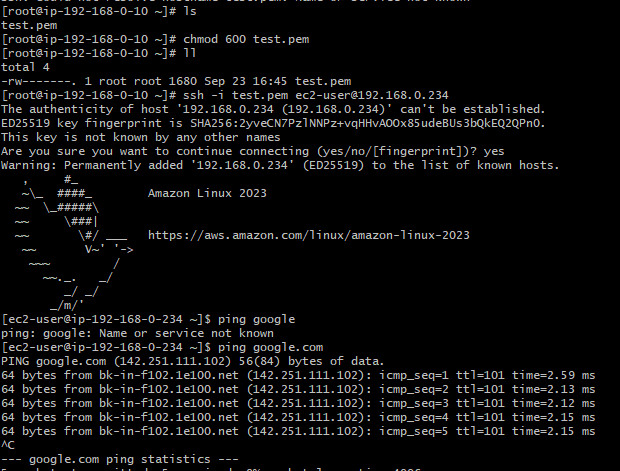 [root@ip-192-168-0-10 ~]# ls
test.pem
[root@ip-192-168-0-10 ~]# chmod 600 test.pem
[root@ip-192-168-0-10 ~]# ll
total 4
-rw-------. 1 root root 1680 Sep 23 16:45 test.pem
[root@ip-192-168-0-10 ~]# ssh -i test.pem ec2-user@192.168.0.234
The authenticity of host '192.168.0.234 (192.168.0.234)' can't be established.
ED25519 key fingerprint is SHA256:2yveCN7PzlNNPz+vqHHvAOOx85udeBUs3bQkEQ2QPnO.
This key is not known by any other names
Are you sure you want to continue connecting (yes/no/[fingerprint])? yes
Warning: Permanently added '192.168.0.234' (ED25519) to the list of known hosts.
   ,     #_
   ~\_  ####_        Amazon Linux 2023
  ~~  \_#####\
  ~~     \###|
  ~~       \#/ ___   https://aws.amazon.com/linux/amazon-linux-2023
   ~~       V~' '->
    ~~~         /
      ~~._.   _/
         _/ _/
       _/m/'
[ec2-user@ip-192-168-0-234 ~]$ ping google
ping: google: Name or service not known
[ec2-user@ip-192-168-0-234 ~]$ ping google.com
PING google.com (142.251.111.102) 56(84) bytes of data.
64 bytes from bk-in-f102.1e100.net (142.251.111.102): icmp_seq=1 ttl=101 time=2.59 ms
64 bytes from bk-in-f102.1e100.net (142.251.111.102): icmp_seq=2 ttl=101 time=2.13 ms
64 bytes from bk-in-f102.1e100.net (142.251.111.102): icmp_seq=3 ttl=101 time=2.12 ms
64 bytes from bk-in-f102.1e100.net (142.251.111.102): icmp_seq=4 ttl=101 time=2.15 ms
64 bytes from bk-in-f102.1e100.net (142.251.111.102): icmp_seq=5 ttl=101 time=2.15 ms
^C
--- google.com ping statistics ---